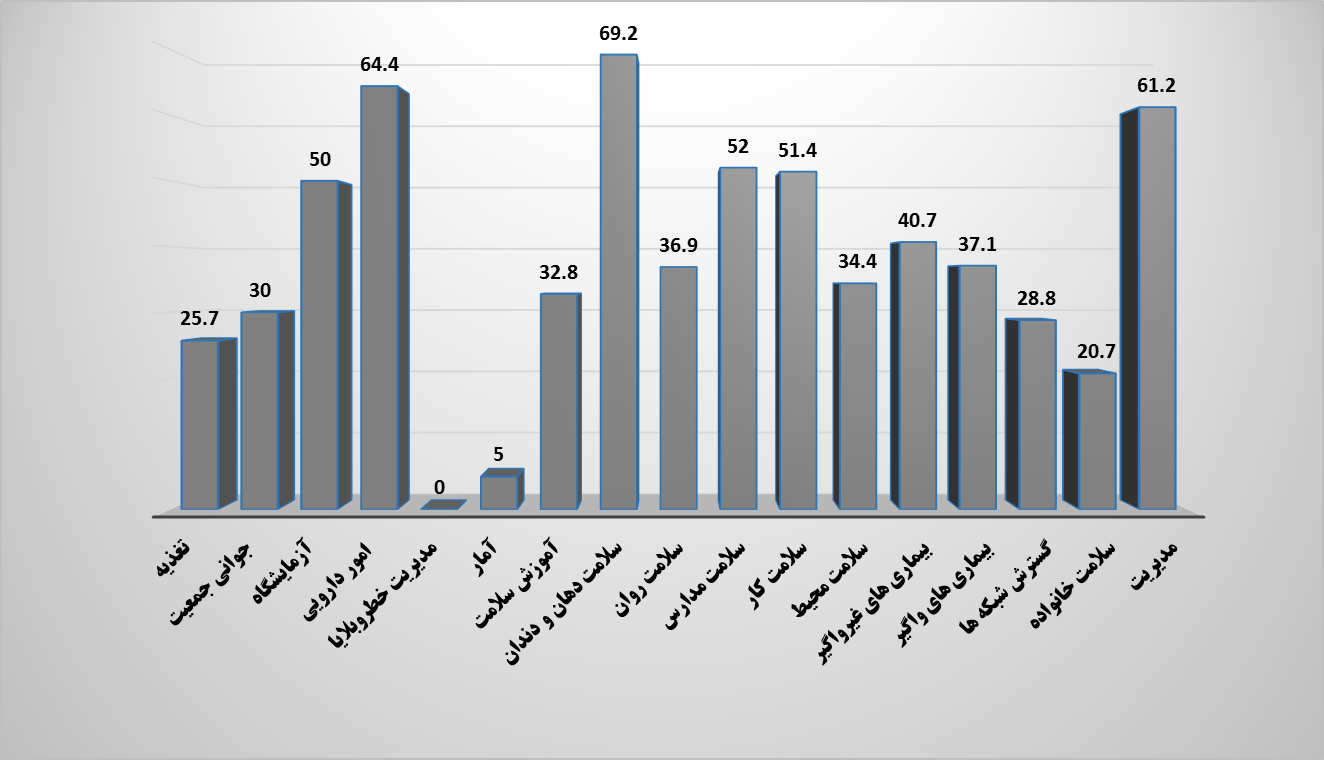 69.2
64.4
61.2
52
51.4
50
40.7
37.1
36.9
34.4
32.8
30
28.8
25.7
20.7
5
0
تغذیه
جوانی جمعیت
آزمایشگاه
امور دارویی
مدیریت خطروبلایا
آمار
آموزش سلامت
سلامت دهان و دندان
سلامت روان
سلامت مدارس
سلامت کار
سلامت محیط
بیماری های غیرواگیر
بیماری های واگیر
گسترش شبکه ها
سلامت خانواده
مدیریت